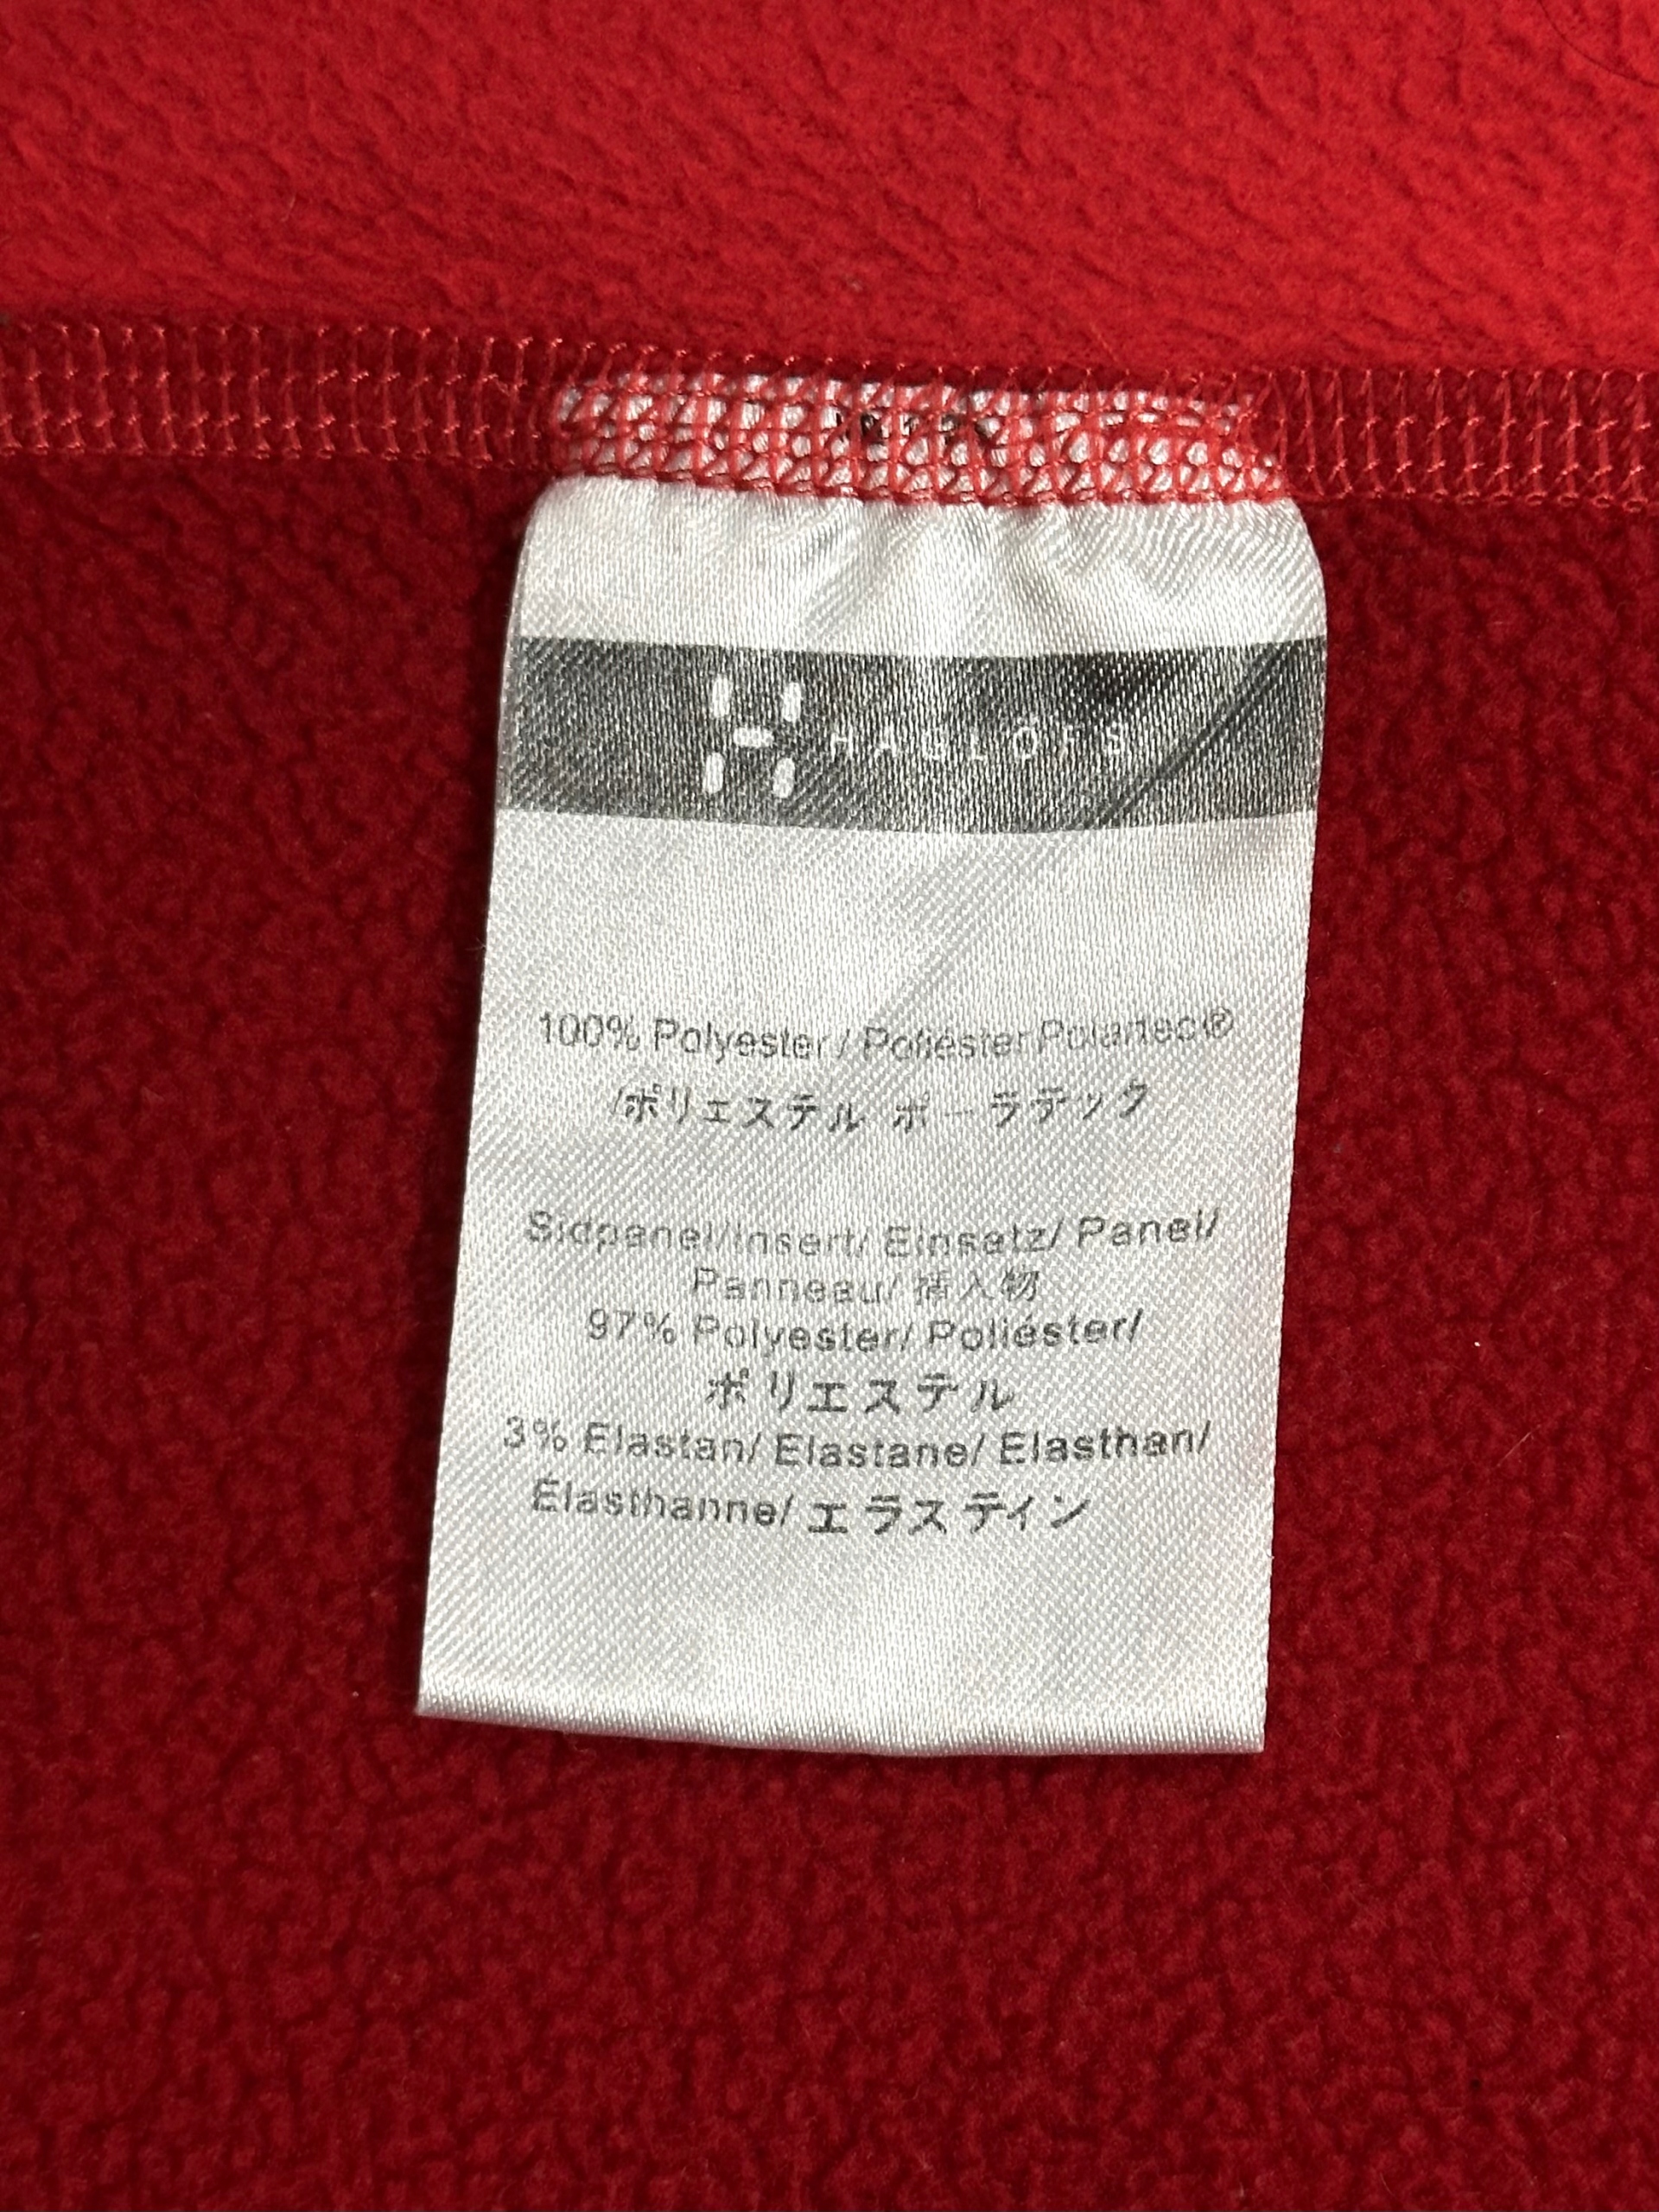 HAGLÖFS
100% Polyester / Poliéster Polartec®
/ポリエステル ポーラテック
Sidpanel/Insert/ Einsatz/ Panel/
Panneau/ 挿入物
97% Polyester/ Poliéster/
ポリエステル
3% Elastan/ Elastane/ Elasthan/
Élasthanne/ エラスティン